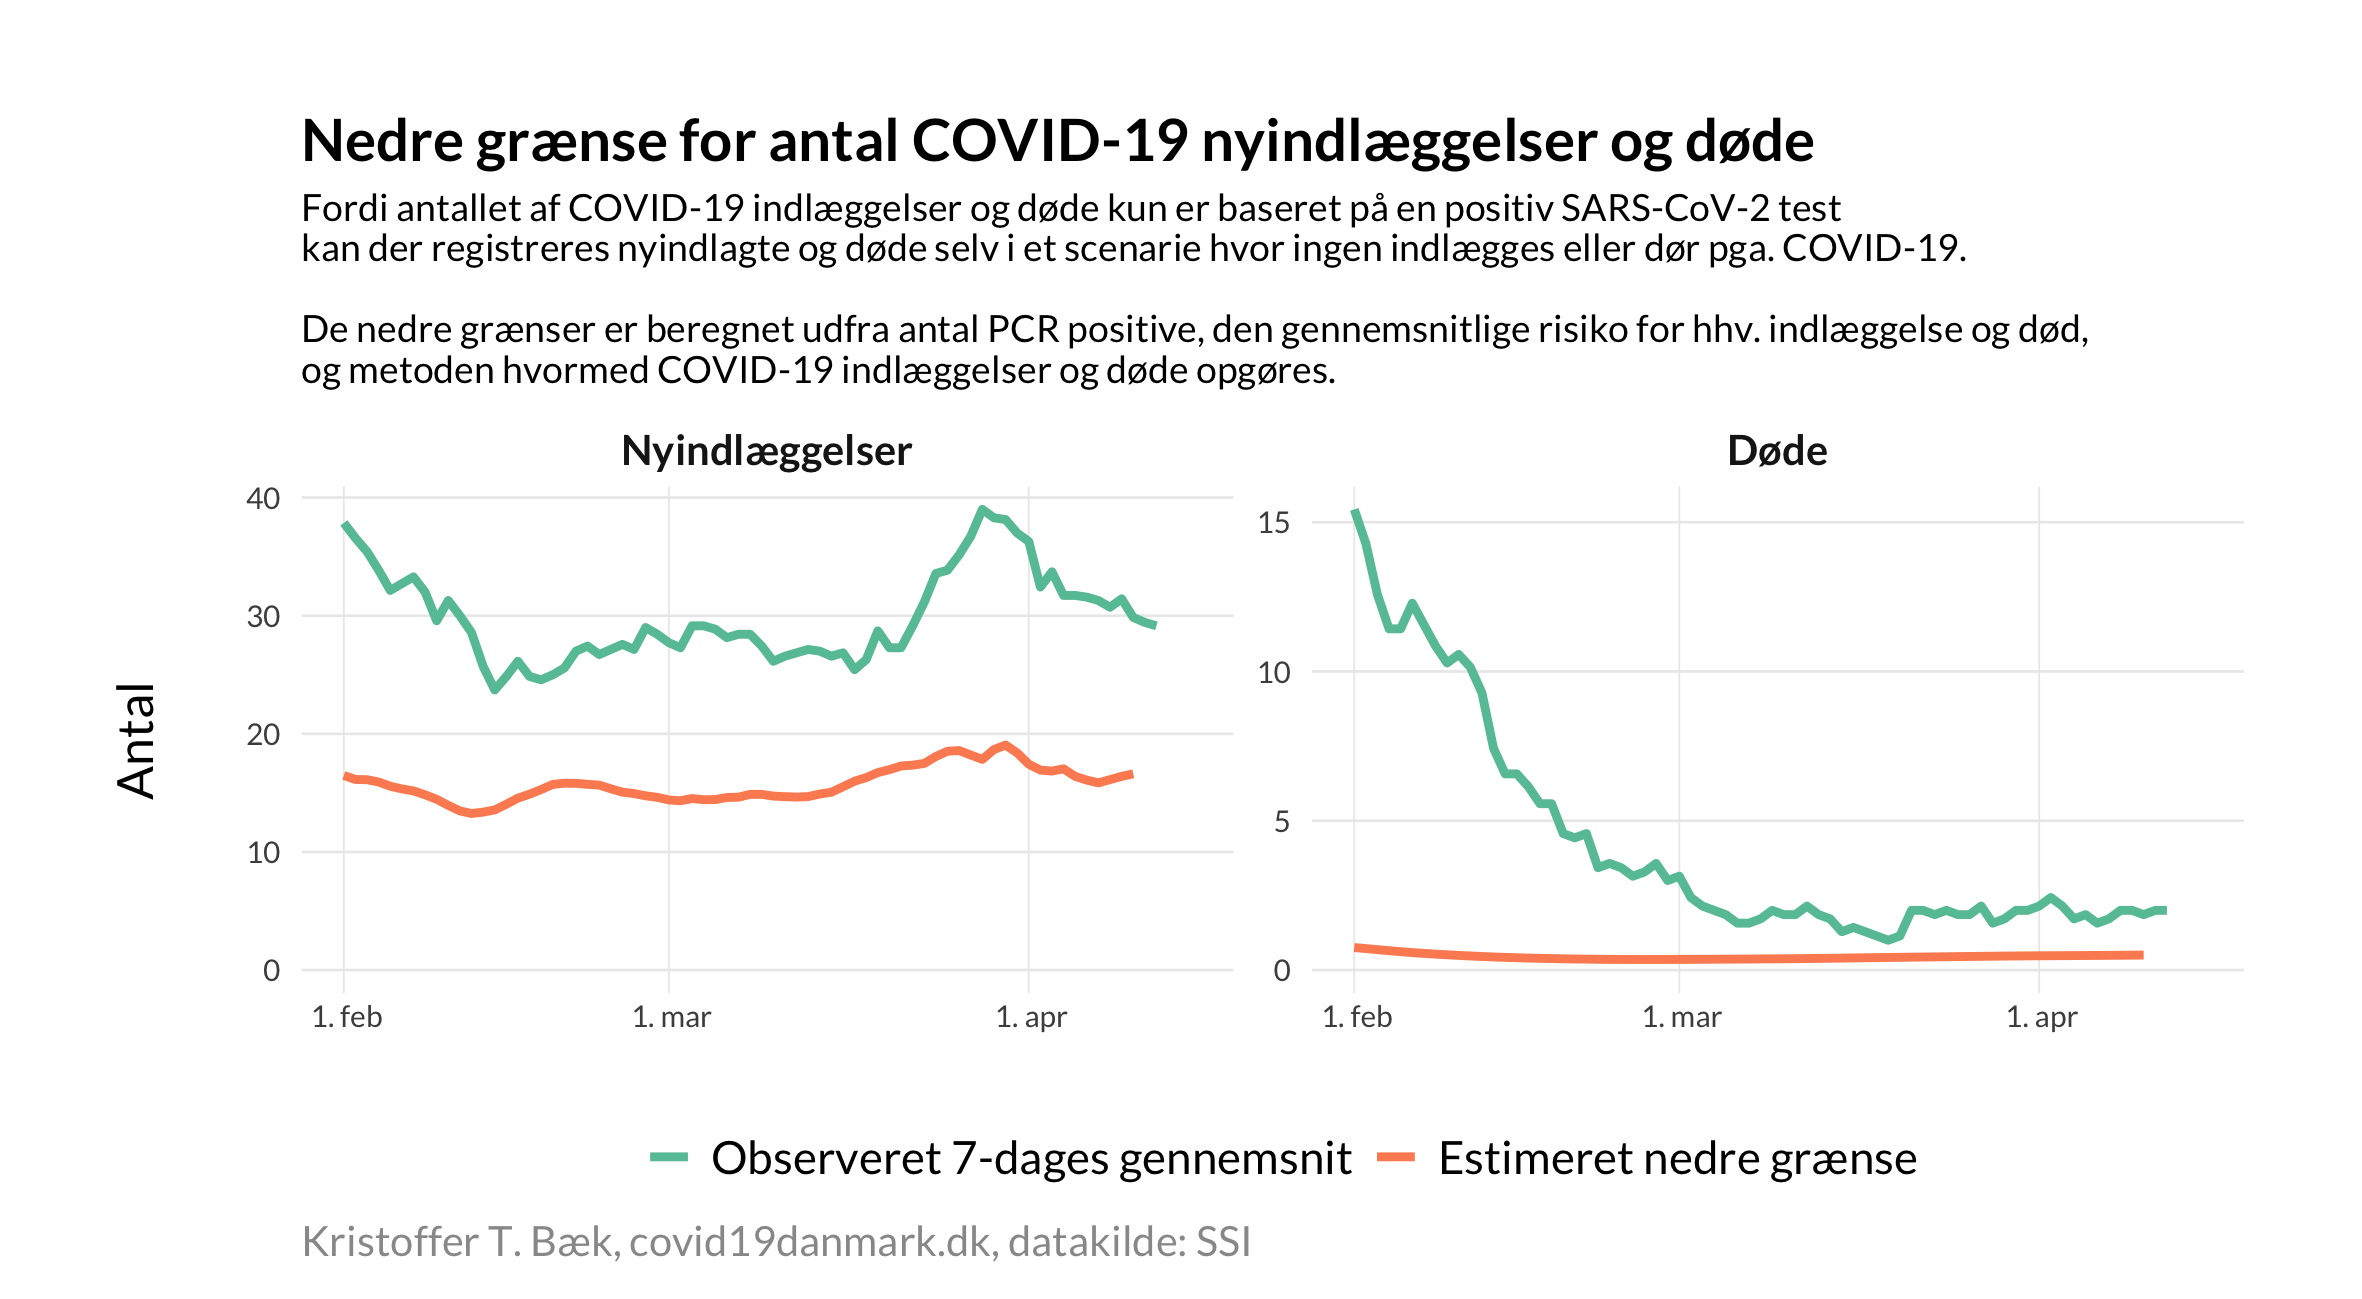 Nedre grænse for antal COVID-19 nyindlæggelser og døde
Fordi antallet af COVID-19 indlæggelser og døde kun er baseret på en positiv SARS-CoV-2 test
kan der registreres nyindlagte og døde selv i et scenarie hvor ingen indlægges eller dør pga. COVID-19.
De nedre grænser er beregnet udfra antal PCR positive, den gennemsnitlige risiko for hhv. indlæggelse og død,
og metoden hvormed COVID-19 indlæggelser og døde opgøres.
Antal
Nyindlæggelser
40
30
20
10
0
1. feb
1. mar
1. apr
Døde
15
10
5
0
1. feb
1. mar
1. apr
Observeret 7-dages gennemsnit
Estimeret nedre grænse
Kristoffer T. Bæk, covid19danmark.dk, datakilde: SSI